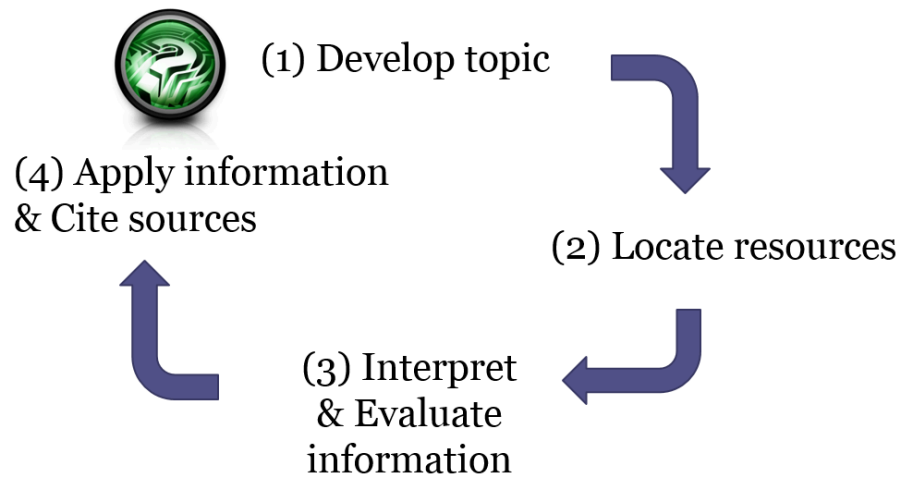 (1) Develop topic
(2) Locate resources
(3) Interpret
& Evaluate
information
(4) Apply information
& Cite sources